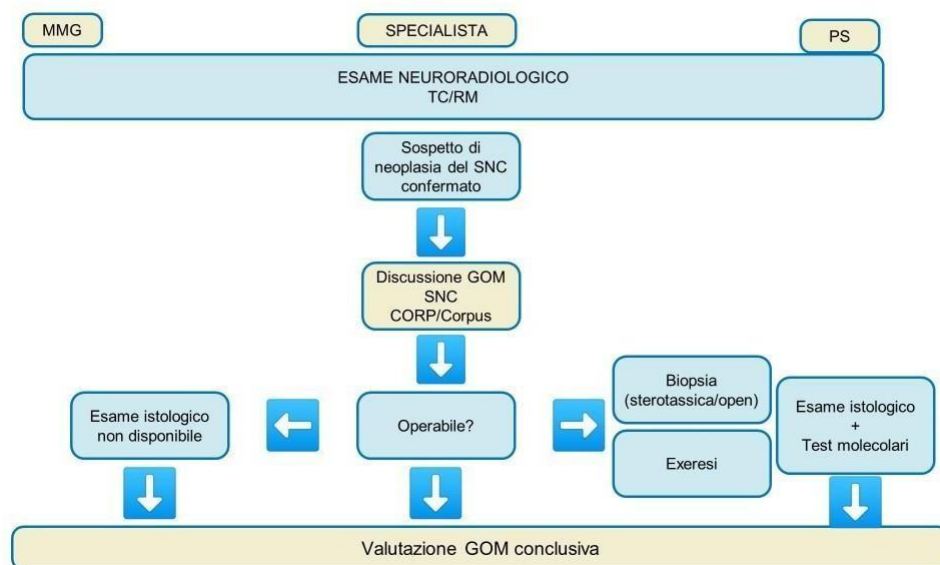 MMG
SPECIALISTA
PS
ESAME NEURORADIOLOGICO
TC/RM
Sospetto di
neoplasia del SNC
confermato
Discussione GOM
SNC
CORP/Corpus
Esame istologico
non disponibile
Operabile?
Biopsia
(sterotassica/open)
Exeresi
Esame istologico
+
Test molecolari
Valutazione GOM conclusiva